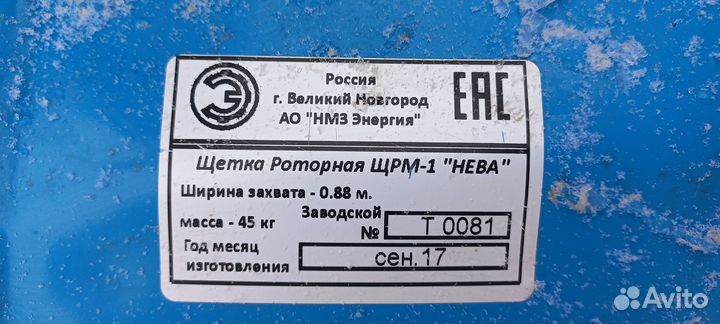 Э
Россия
г. Великий Новгород
АО "НМЗ Энергия"
ЕАС
Щетка Роторная ЩРМ-1 "НЕВА"
Ширина захвата - 0.88 м.
масса - 45 кг Заводской № Т 0081
Год месяц
изготовления сен.17
Avito